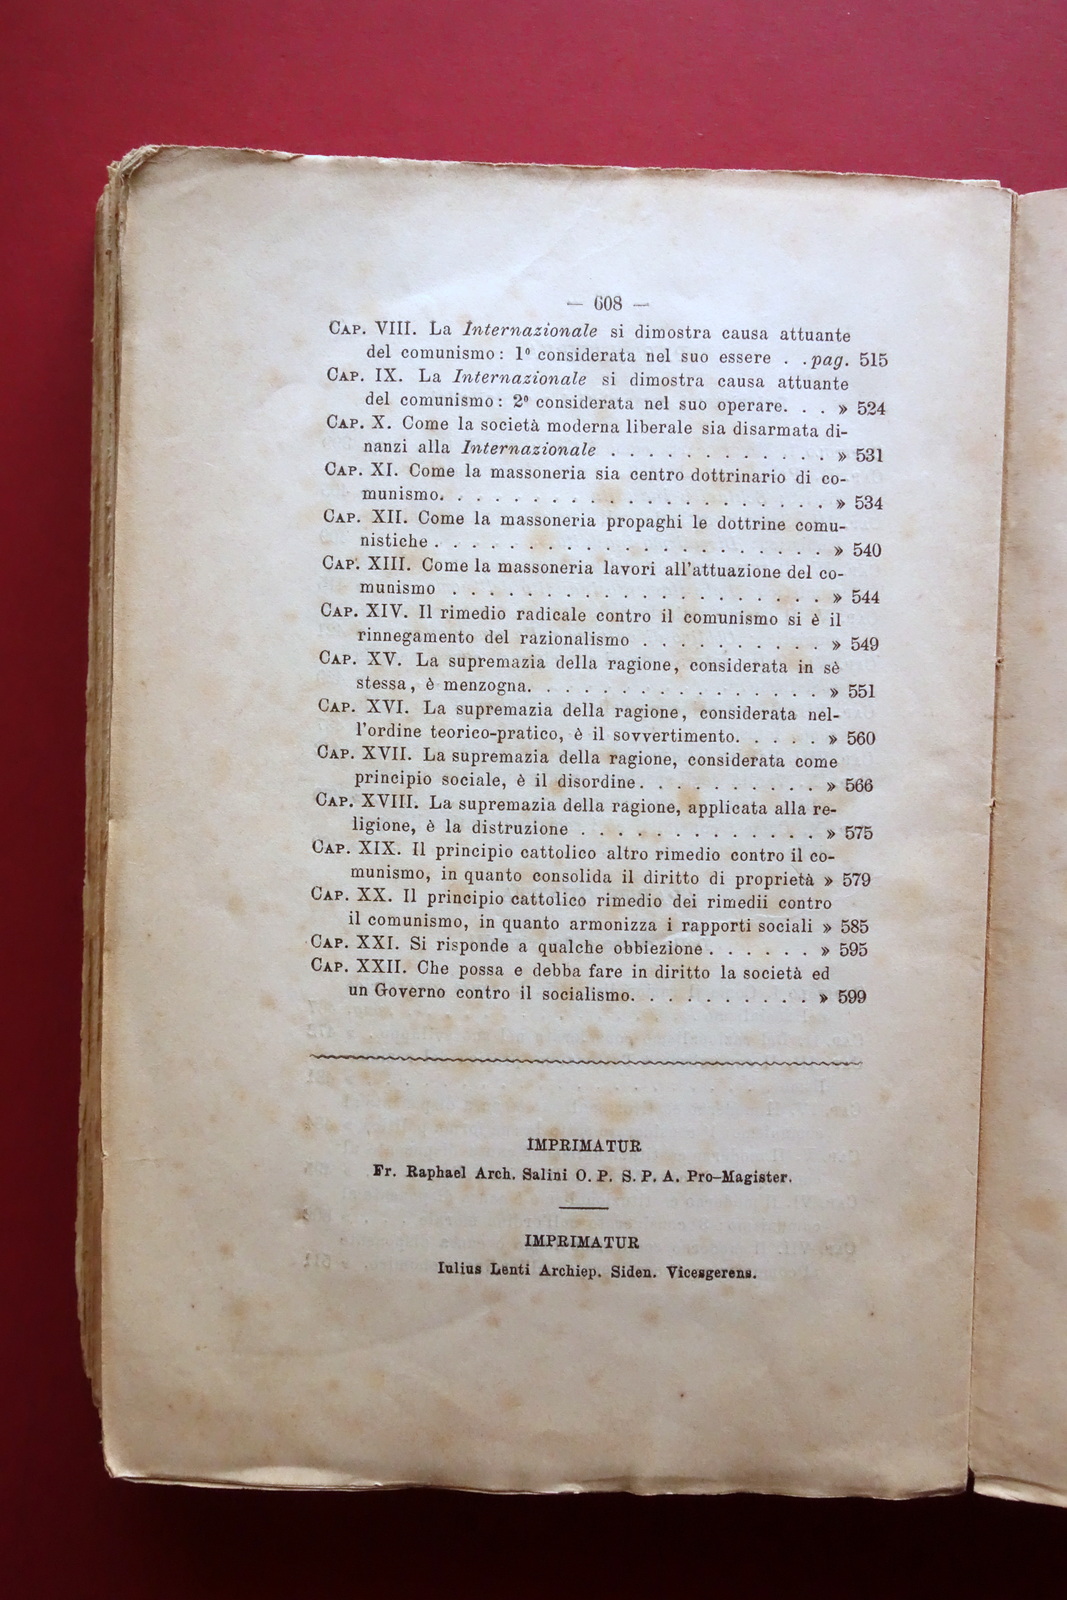 — 608 —
CAP. VIII. La Internazionale si dimostra causa attuante
del comunismo: 1º considerata nel suo essere . . pag. 515
CAP. IX. La Internazionale si dimostra causa attuante
del comunismo: 2º considerata nel suo operare. . . » 524
CAP. X. Come la società moderna liberale sia disarmata di-
nanzi alla Internazionale . . . . . . . . . . . . » 531
CAP. XI. Come la massoneria sia centro dottrinario di co-
munismo. . . . . . . . . . . . . . . . . . . . . » 534
CAP. XII. Come la massoneria propaghi le dottrine comu-
nistiche . . . . . . . . . . . . . . . . . . . . . » 540
CAP. XIII. Come la massoneria lavori all'attuazione del co-
munismo . . . . . . . . . . . . . . . . . . . . » 544
CAP. XIV. Il rimedio radicale contro il comunismo si è il
rinnegamento del razionalismo . . . . . . . . . . » 549
CAP. XV. La supremazia della ragione, considerata in sè
stessa, è menzogna. . . . . . . . . . . . . . . . » 551
CAP. XVI. La supremazia della ragione, considerata nel-
l'ordine teorico-pratico, è il sovvertimento. . . . . » 560
CAP. XVII. La supremazia della ragione, considerata come
principio sociale, è il disordine. . . . . . . . . . » 566
CAP. XVIII. La supremazia della ragione, applicata alla re-
ligione, è la distruzione . . . . . . . . . . . . . » 575
CAP. XIX. Il principio cattolico altro rimedio contro il co-
munismo, in quanto consolida il diritto di proprietà » 579
CAP. XX. Il principio cattolico rimedio dei rimedii contro
il comunismo, in quanto armonizza i rapporti sociali » 585
CAP. XXI. Si risponde a qualche obbiezione . . . . . . » 595
CAP. XXII. Che possa e debba fare in diritto la società ed
un Governo contro il socialismo. . . . . . . . . . » 599
IMPRIMATUR
Fr. Raphael Arch. Salini O. P. S. P. A. Pro-Magister.
IMPRIMATUR
Iulius Lenti Archiep. Siden. Vicesgerens.